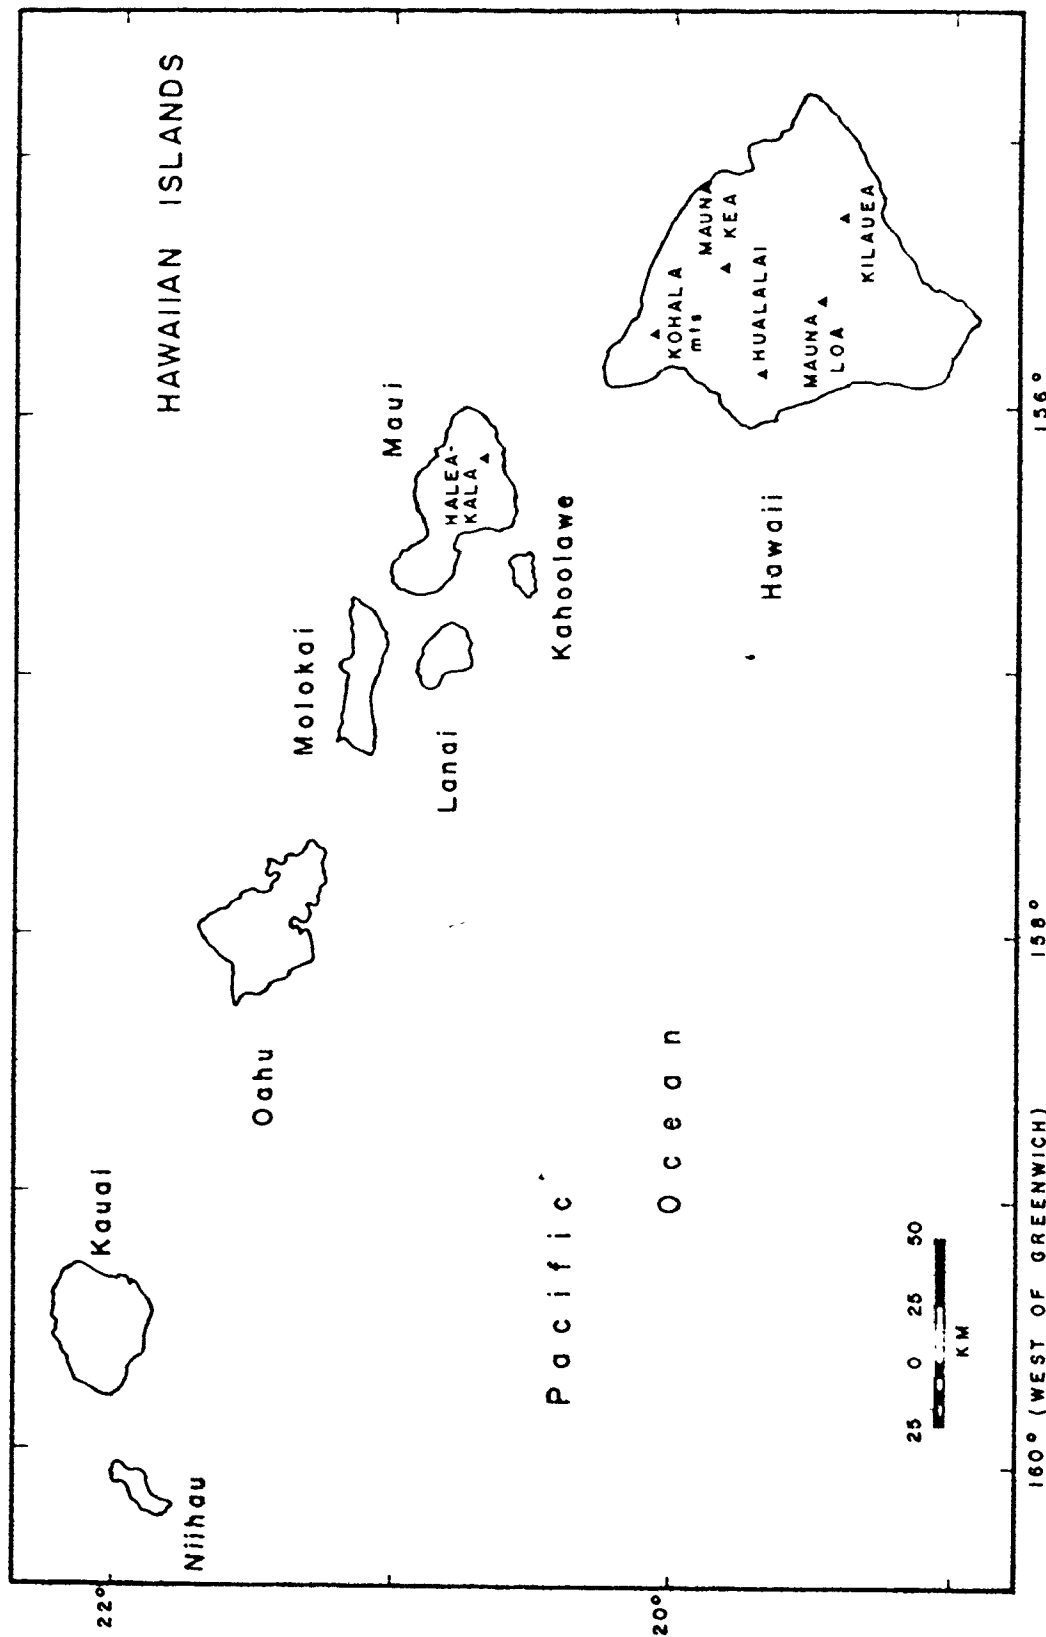 HAWAIIAN ISLANDS
Niihau
Kauai
Oahu
Molokai
Lanai
Maui
HALEA-
KALA
Kahoolawe
Hawaii
KOHALA
mts
MAUNA
KEA
HUALALAI
MAUNA
LOA
KILAUEA
Pacific
Ocean
25 0 25 50
KM
22°
20°
160° (WEST OF GREENWICH)
158°
156°